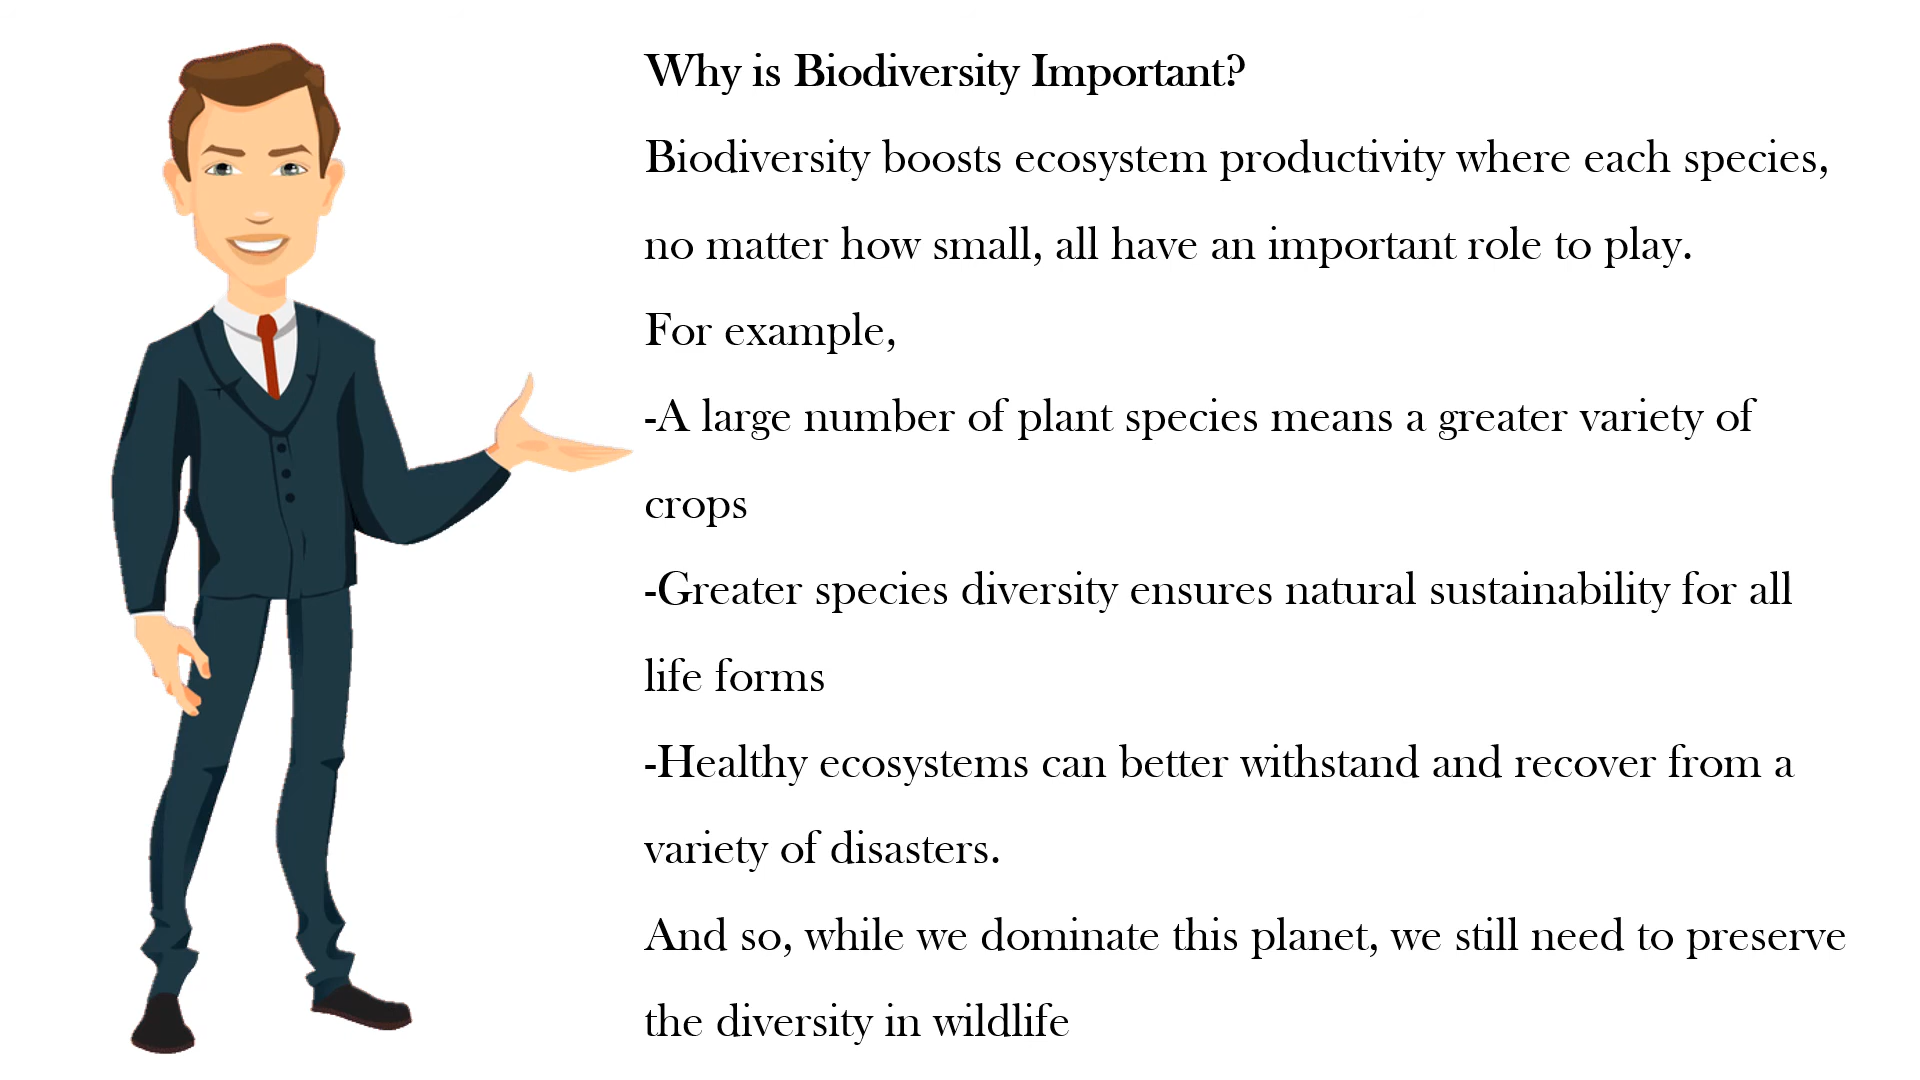 Why is Biodiversity Important?
Biodiversity boosts ecosystem productivity where each species,
no matter how small, all have an important role to play.
For example,
-A large number of plant species means a greater variety of
crops
-Greater species diversity ensures natural sustainability for all
life forms
-Healthy ecosystems can better withstand and recover from a
variety of disasters.
And so, while we dominate this planet, we still need to preserve
the diversity in wildlife